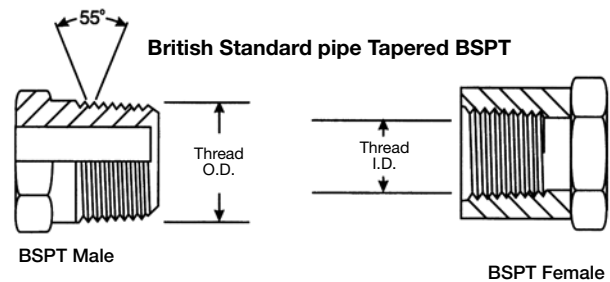 55°
British Standard pipe Tapered BSPT
Thread
O.D.
Thread
I.D.
BSPT Male
BSPT Female